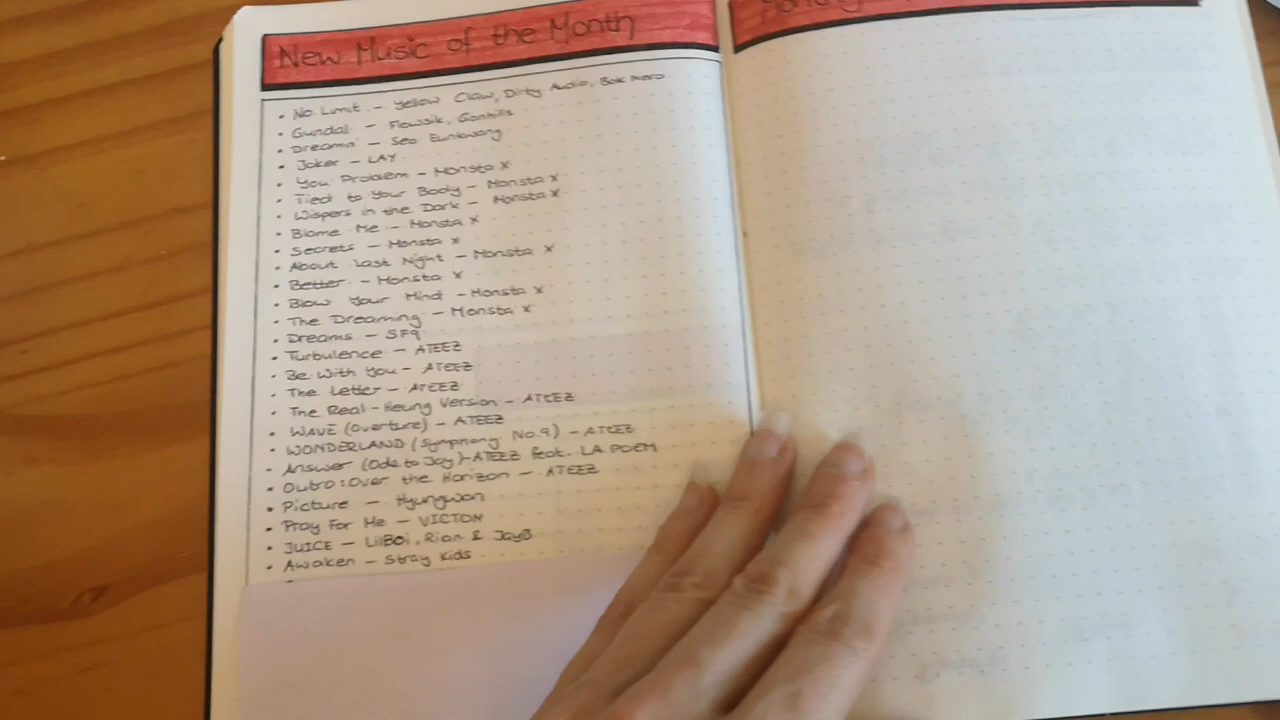 New Music of the Month
• No Limit - Yellow Claw, Dirty Audio, Bok Nero
• Gundal - Flowsik, Gonhills
• Dreamin' - Seo Eunkwang
• Joker - LAY
• You Problem - Monsta X
• Tied to Your Body - Monsta X
• Wispers in the Dark - Monsta X
• Blame Me - Monsta X
• Secrets - Monsta X
• About Last Night - Monsta X
• Better - Monsta X
• Blow Your Mind - Monsta X
• The Dreaming - Monsta X
• Dreams - SF9
• Turbulence - ATEEZ
• Be With You - ATEEZ
• The Letter - ATEEZ
• The Real - Heung Version - ATEEZ
• WAVE (Overture) - ATEEZ
• WONDERLAND (Symphony No.9) - ATEEZ
• Answer (Ode to Joy) - ATEEZ feat. LA POEM
• Outro: Over the Horizon - ATEEZ
• Picture - Hyungwon
• Pray For Me - VICTON
• JUICE - LilBoi, Rian & JayB
• Awaken - Stray Kids